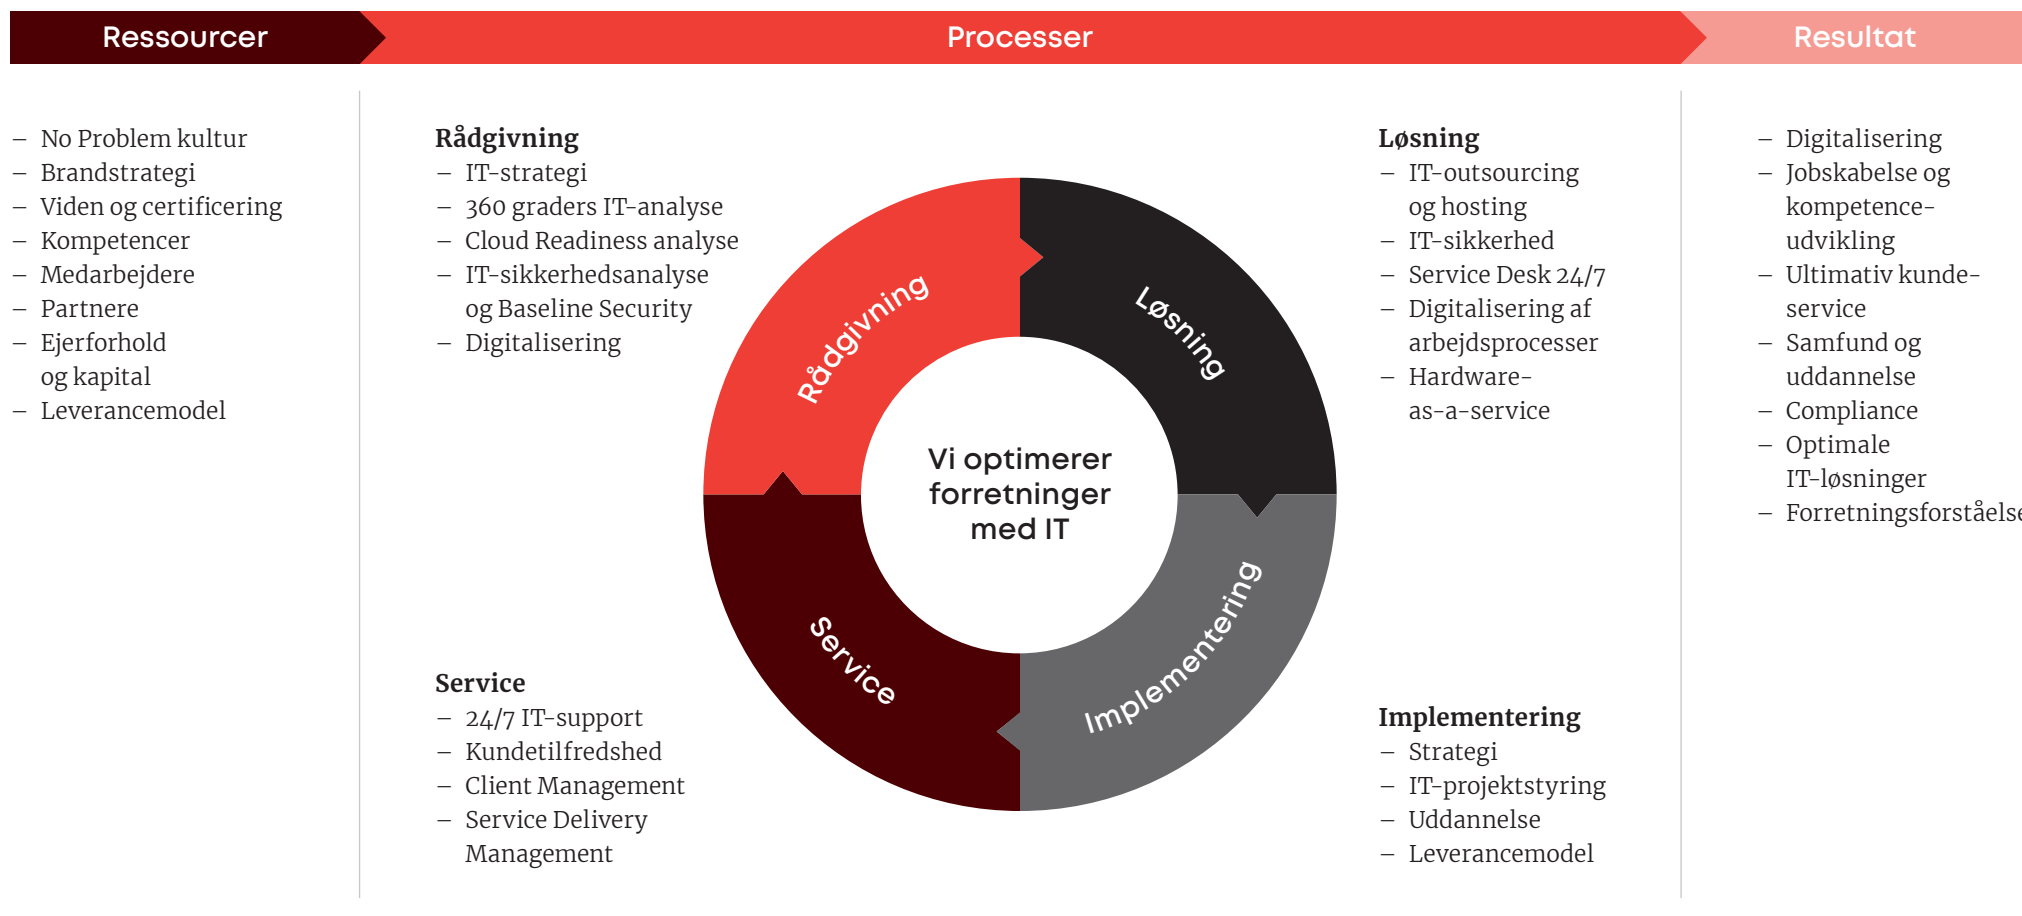 Ressourcer
Processer
Resultat
– No Problem kultur
– Brandstrategi
– Viden og certificering
– Kompetencer
– Medarbejdere
– Partnere
– Ejerforhold
og kapital
– Leverancemodel
Rådgivning
– IT-strategi
– 360 graders IT-analyse
– Cloud Readiness analyse
– IT-sikkerhedsanalyse
og Baseline Security
– Digitalisering
Løsning
– IT-outsourcing
og hosting
– IT-sikkerhed
– Service Desk 24/7
– Digitalisering af
arbejdsprocesser
– Hardware-
as-a-service
Rådgivning
Løsning
Vi optimerer
forretninger
med IT
Service
Implementering
Service
– 24/7 IT-support
– Kundetilfredshed
– Client Management
– Service Delivery
Management
Implementering
– Strategi
– IT-projektstyring
– Uddannelse
– Leverancemodel
– Digitalisering
– Jobskabelse og
kompetence-
udvikling
– Ultimativ kunde-
service
– Samfund og
uddannelse
– Compliance
– Optimale
IT-løsninger
– Forretningsforståelse